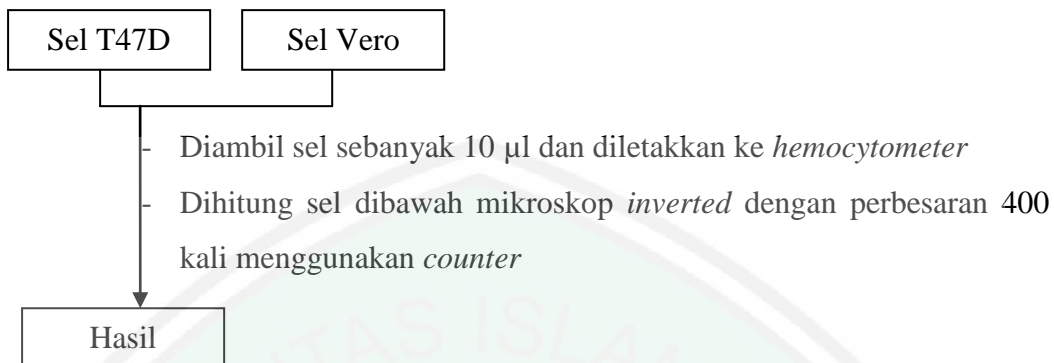 Sel T47D
Sel Vero
- Diambil sel sebanyak 10 µl dan diletakkan ke hemocytometer
- Dihitung sel dibawah mikroskop inverted dengan perbesaran 400
kali menggunakan counter
Hasil